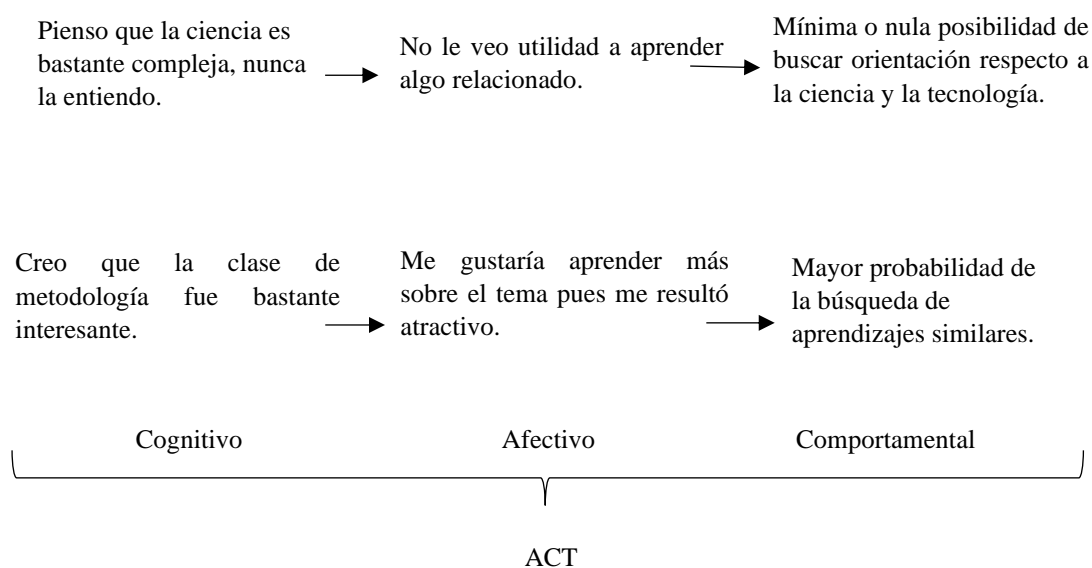 Pienso que la ciencia es
bastante compleja, nunca
la entiendo.
No le veo utilidad a aprender
algo relacionado.
Mínima o nula posibilidad de
buscar orientación respecto a
la ciencia y la tecnología.
Creo que la clase de
metodología fue bastante
interesante.
Me gustaría aprender más
sobre el tema pues me resultó
atractivo.
Mayor probabilidad de
la búsqueda de
aprendizajes similares.
Cognitivo
Afectivo
Comportamental
ACT